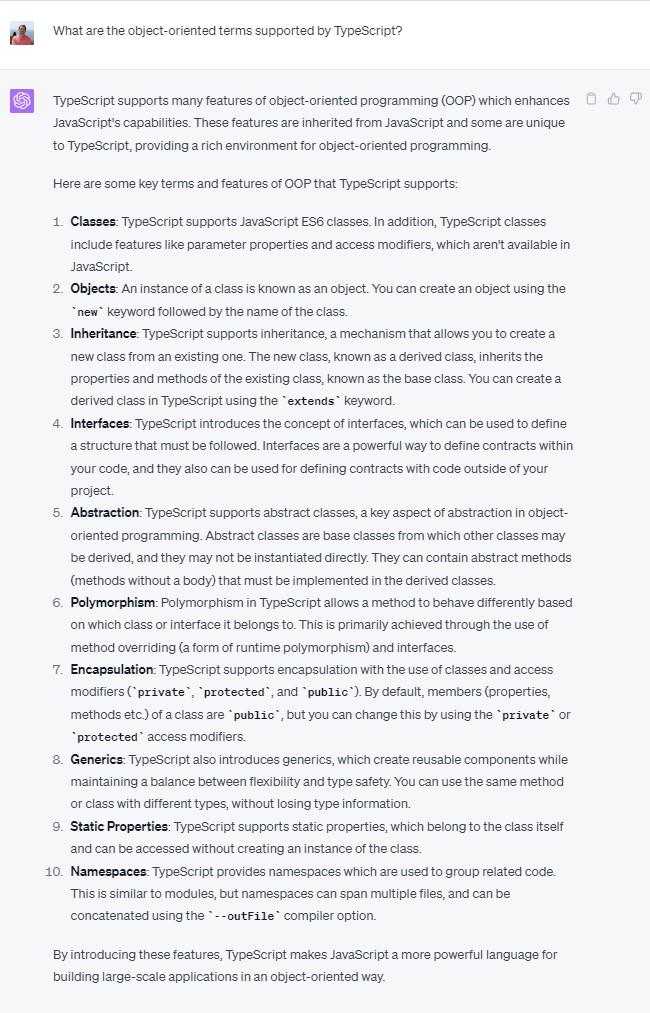 What are the object-oriented terms supported by TypeScript?
TypeScript supports many features of object-oriented programming (OOP) which enhances
JavaScript's capabilities. These features are inherited from JavaScript and some are unique
to TypeScript, providing a rich environment for object-oriented programming.
Here are some key terms and features of OOP that TypeScript supports:
1. Classes: TypeScript supports JavaScript ES6 classes. In addition, TypeScript classes
include features like parameter properties and access modifiers, which aren't available in
JavaScript.
2. Objects: An instance of a class is known as an object. You can create an object using the
`new` keyword followed by the name of the class.
3. Inheritance: TypeScript supports inheritance, a mechanism that allows you to create a
new class from an existing one. The new class, known as a derived class, inherits the
properties and methods of the existing class, known as the base class. You can create a
derived class in TypeScript using the `extends` keyword.
4. Interfaces: TypeScript introduces the concept of interfaces, which can be used to define
a structure that must be followed. Interfaces are a powerful way to define contracts within
your code, and they also can be used for defining contracts with code outside of your
project.
5. Abstraction: TypeScript supports abstract classes, a key aspect of abstraction in object-
oriented programming. Abstract classes are base classes from which other classes may
be derived, and they may not be instantiated directly. They can contain abstract methods
(methods without a body) that must be implemented in the derived classes.
6. Polymorphism: Polymorphism in TypeScript allows a method to behave differently based
on which class or interface it belongs to. This is primarily achieved through the use of
method overriding (a form of runtime polymorphism) and interfaces.
7. Encapsulation: TypeScript supports encapsulation with the use of classes and access
modifiers (`private`, `protected`, and `public`). By default, members (properties,
methods etc.) of a class are `public`, but you can change this by using the `private` or
`protected` access modifiers.
8. Generics: TypeScript also introduces generics, which create reusable components while
maintaining a balance between flexibility and type safety. You can use the same method
or class with different types, without losing type information.
9. Static Properties: TypeScript supports static properties, which belong to the class itself
and can be accessed without creating an instance of the class.
10. Namespaces: TypeScript provides namespaces which are used to group related code.
This is similar to modules, but namespaces can span multiple files, and can be
concatenated using the `--outFile` compiler option.
By introducing these features, TypeScript makes JavaScript a more powerful language for
building large-scale applications in an object-oriented way.